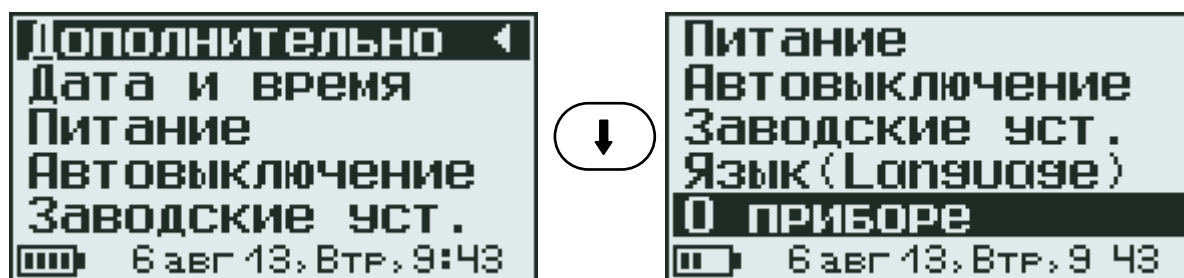 Дополнительно
Дата и время
Питание
Автовыключение
Заводские уст.
6 авг 13, Втр, 9:43
Питание
Автовыключение
Заводские уст.
Язык(Language)
О приборе
6 авг 13, Втр, 9 43